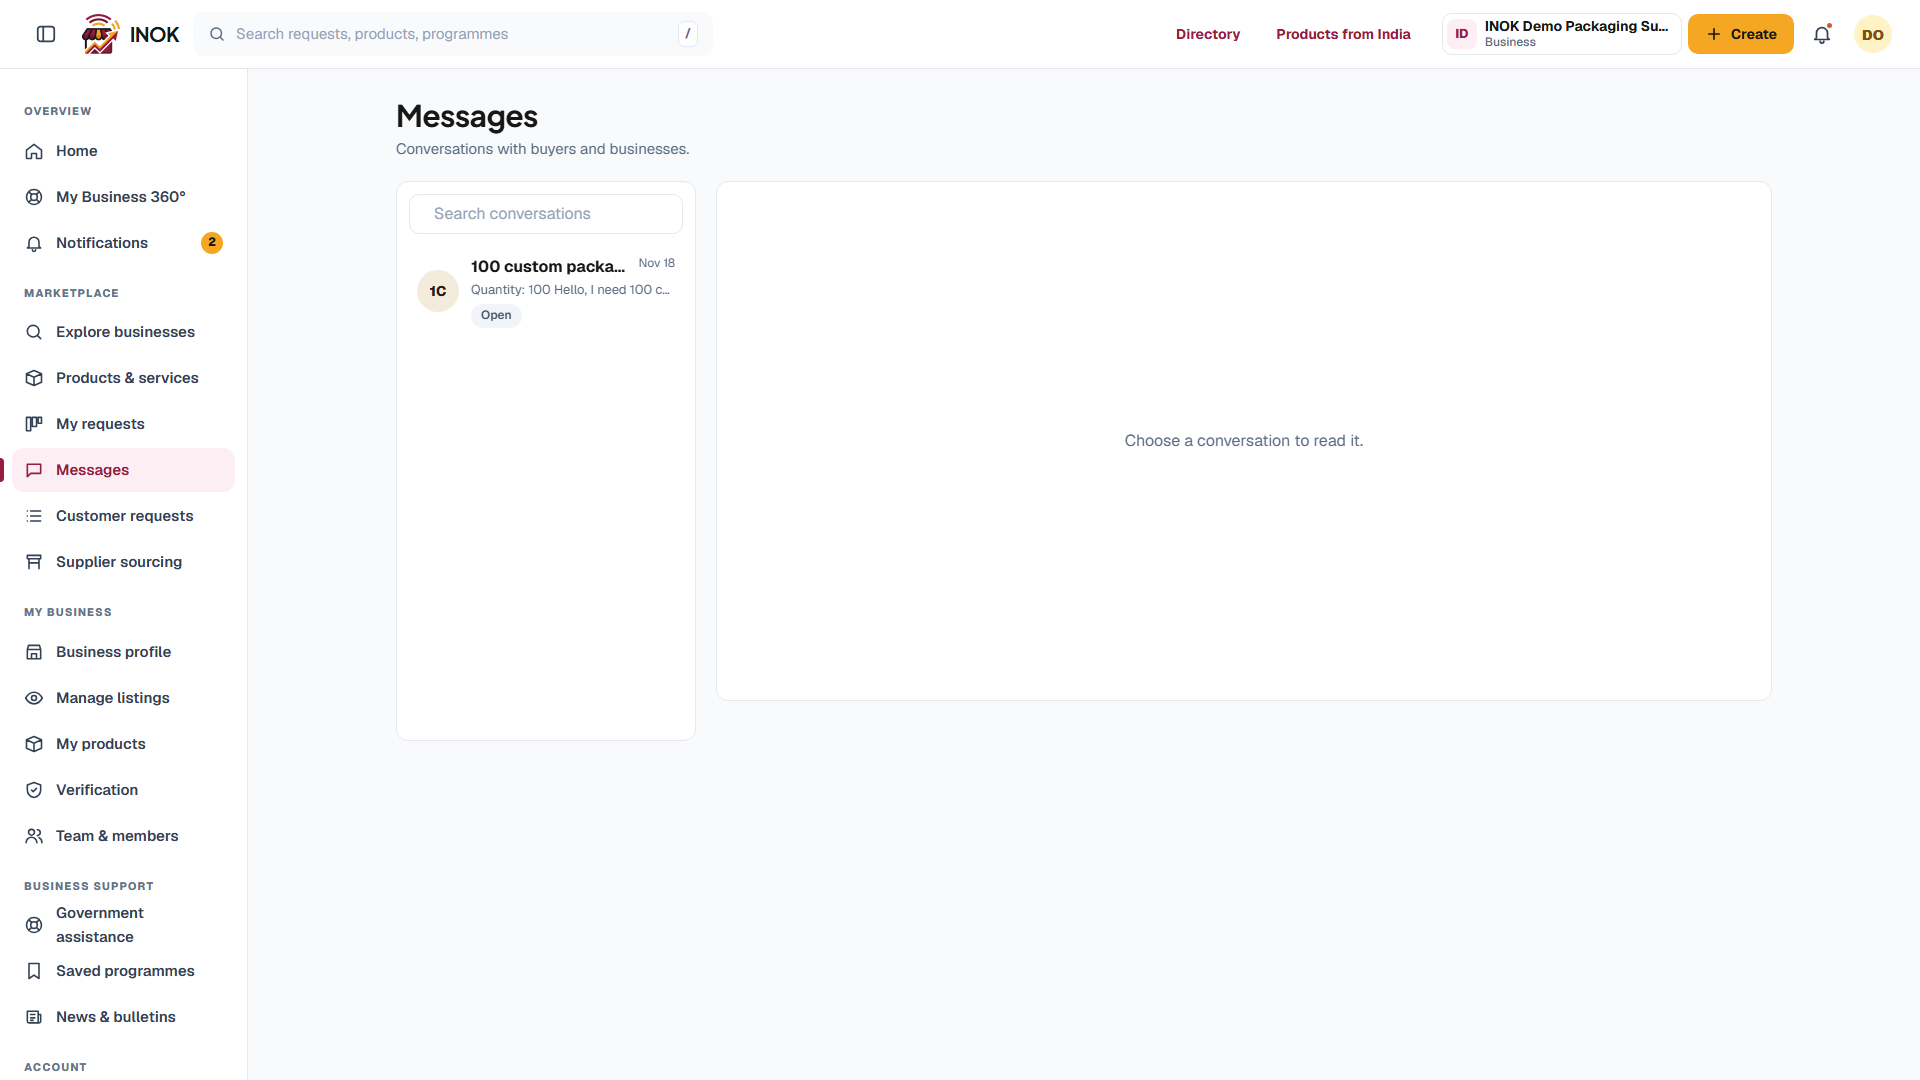 INOK
Search requests, products, programmes
/
Directory
Products from India
ID
INOK Demo Packaging Su...
Business
Create
DO
OVERVIEW
Home
My Business 360°
Notifications
2
MARKETPLACE
Explore businesses
Products & services
My requests
Messages
Customer requests
Supplier sourcing
MY BUSINESS
Business profile
Manage listings
My products
Verification
Team & members
BUSINESS SUPPORT
Government
assistance
Saved programmes
News & bulletins
ACCOUNT
Messages
Conversations with buyers and businesses.
Search conversations
1C
100 custom packa...
Nov 18
Quantity: 100 Hello, I need 100 c...
Open
Choose a conversation to read it.